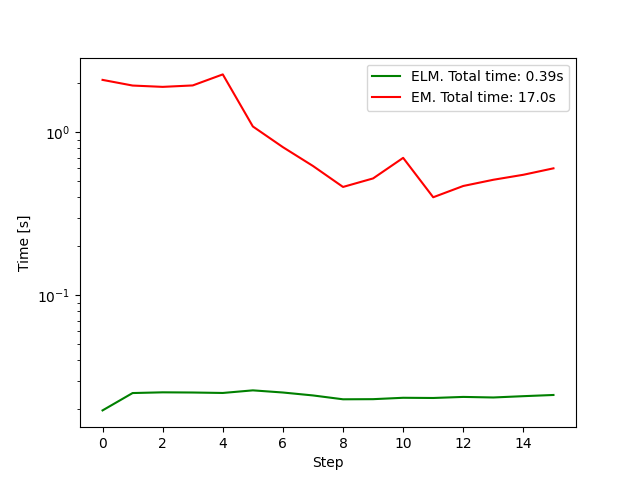 ELM. Total time: 0.39s
EM. Total time: 17.0s
10^0
10^-1
Time [s]
0 2 4 6 8 10 12 14
Step